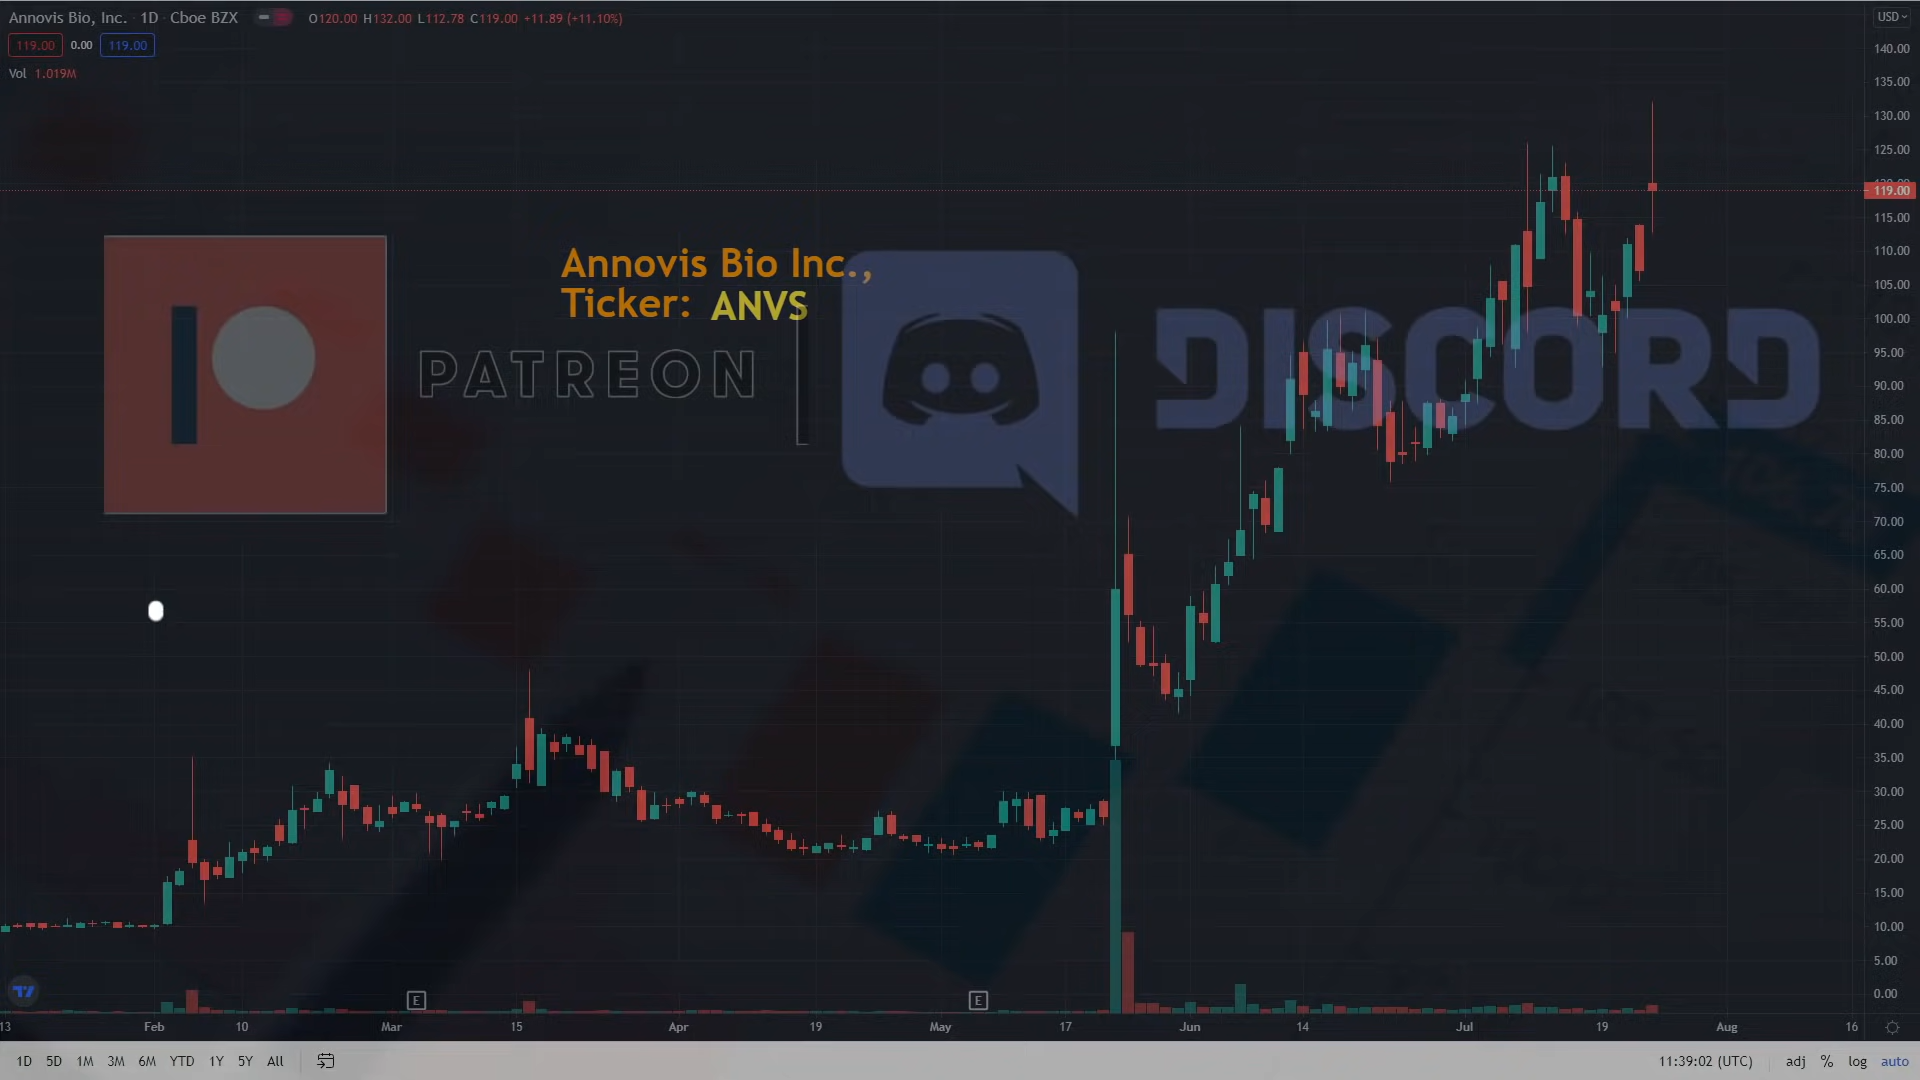 Annovis Bio, Inc. · 1D · Cboe BZX O120.00 H132.00 L112.78 C119.00 +11.89 (+11.10%)
USD
119.00 0.00 119.00
Vol 1.019M
140.00
135.00
130.00
125.00
119.00
115.00
110.00
105.00
100.00
95.00
90.00
85.00
80.00
75.00
70.00
65.00
60.00
55.00
50.00
45.00
40.00
35.00
30.00
25.00
20.00
15.00
10.00
5.00
0.00
Annovis Bio Inc.,
Ticker: ANVS
PATREON
DISCORD
E E
13 Feb 10 Mar 15 Apr 19 May 17 Jun 14 Jul 19 Aug 16
1D 5D 1M 3M 6M YTD 1Y 5Y All
11:39:02 (UTC) adj % log auto